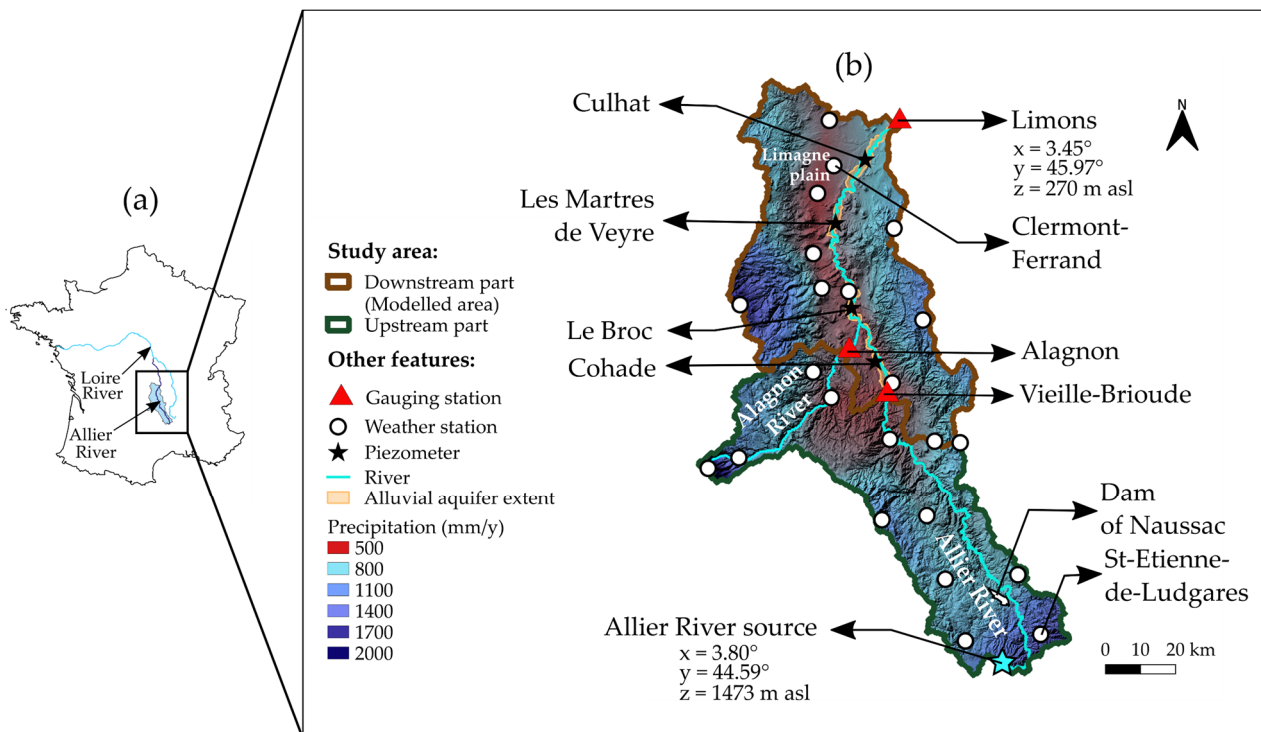 (a)
Loire
River
Allier
River
Study area:
Downstream part
(Modelled area)
Upstream part
Other features:
Gauging station
Weather station
Piezometer
River
Alluvial aquifer extent
Precipitation (mm/y)
500
800
1100
1400
1700
2000
(b)
N
Culhat
Limons
x = 3.45°
y = 45.97°
z = 270 m asl
Limagne
plain
Les Martres
de Veyre
Clermont-
Ferrand
Le Broc
Cohade
Alagnon
Vieille-Brioude
Alagnon
River
Dam
of Naussac
St-Etienne-
de-Ludgares
Allier River
Allier River source
x = 3.80°
y = 44.59°
z = 1473 m asl
0 10 20 km